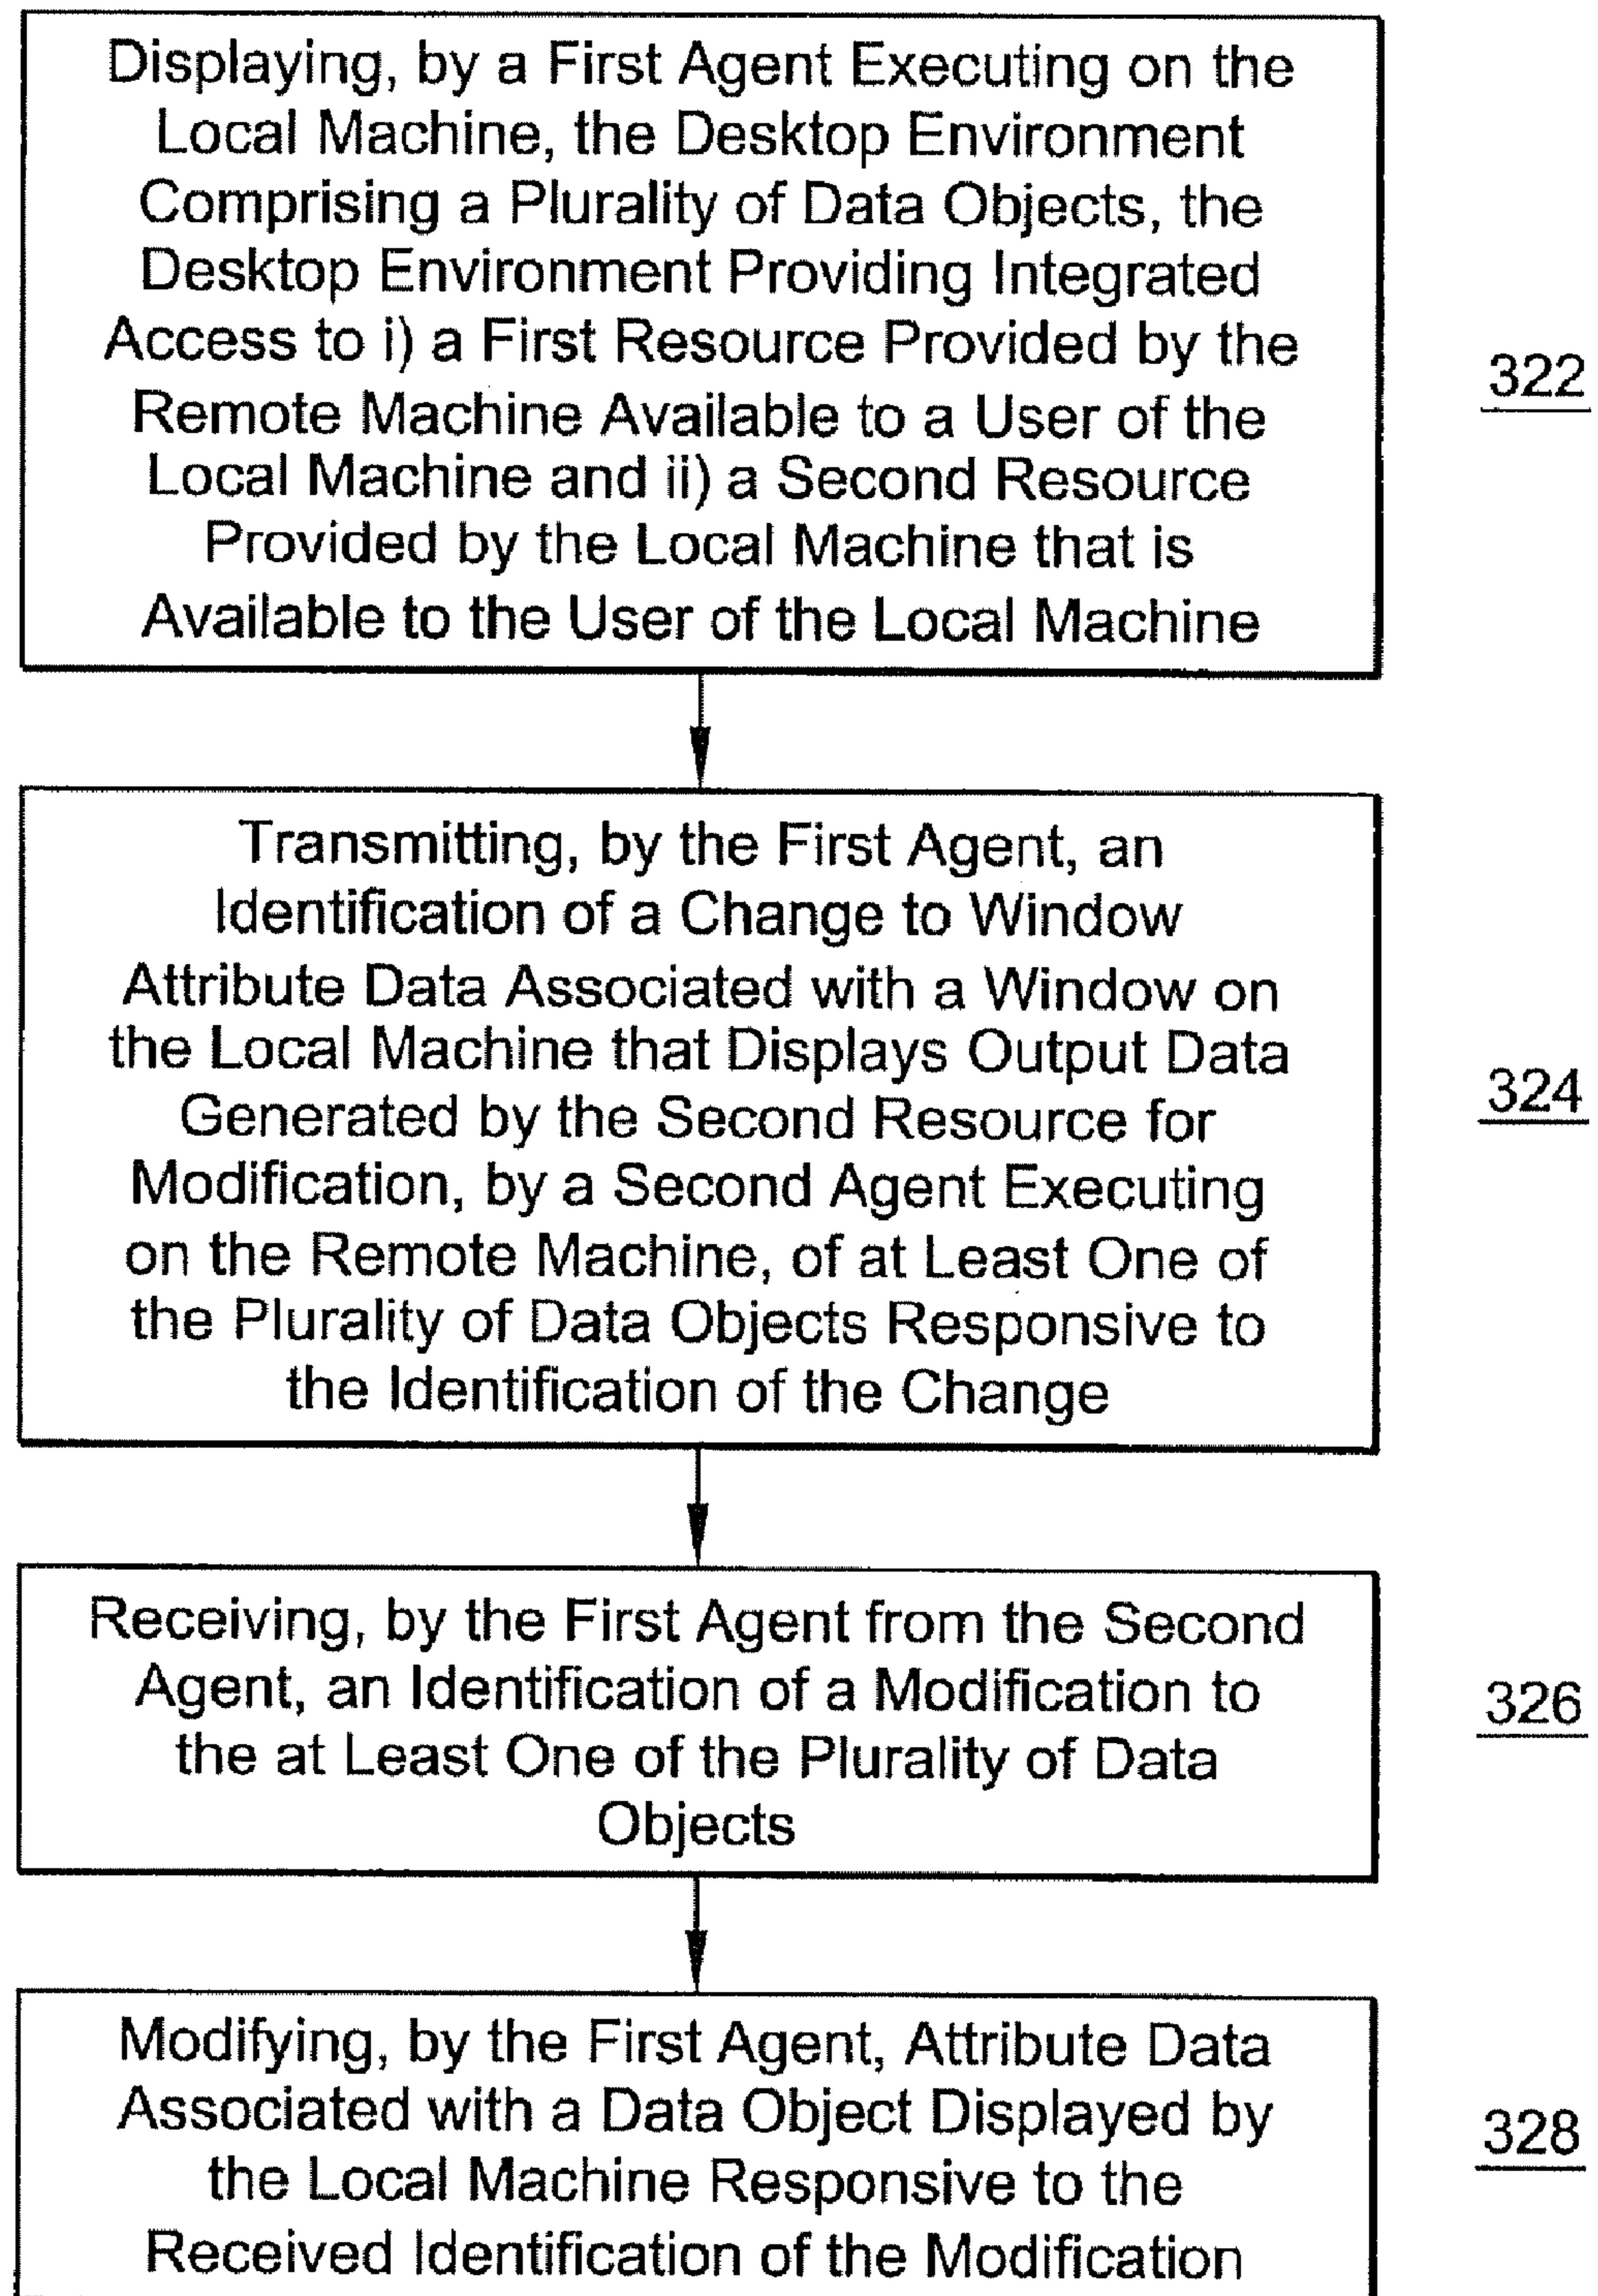 Displaying, by a First Agent Executing on the
Local Machine, the Desktop Environment
Comprising a Plurality of Data Objects, the
Desktop Environment Providing Integrated
Access to i) a First Resource Provided by the
Remote Machine Available to a User of the
Local Machine and ii) a Second Resource
Provided by the Local Machine that is
Available to the User of the Local Machine
322
Transmitting, by the First Agent, an
Identification of a Change to Window
Attribute Data Associated with a Window on
the Local Machine that Displays Output Data
Generated by the Second Resource for
Modification, by a Second Agent Executing
on the Remote Machine, of at Least One of
the Plurality of Data Objects Responsive to
the Identification of the Change
324
Receiving, by the First Agent from the Second
Agent, an Identification of a Modification to
the at Least One of the Plurality of Data
Objects
326
Modifying, by the First Agent, Attribute Data
Associated with a Data Object Displayed by
the Local Machine Responsive to the
Received Identification of the Modification
328